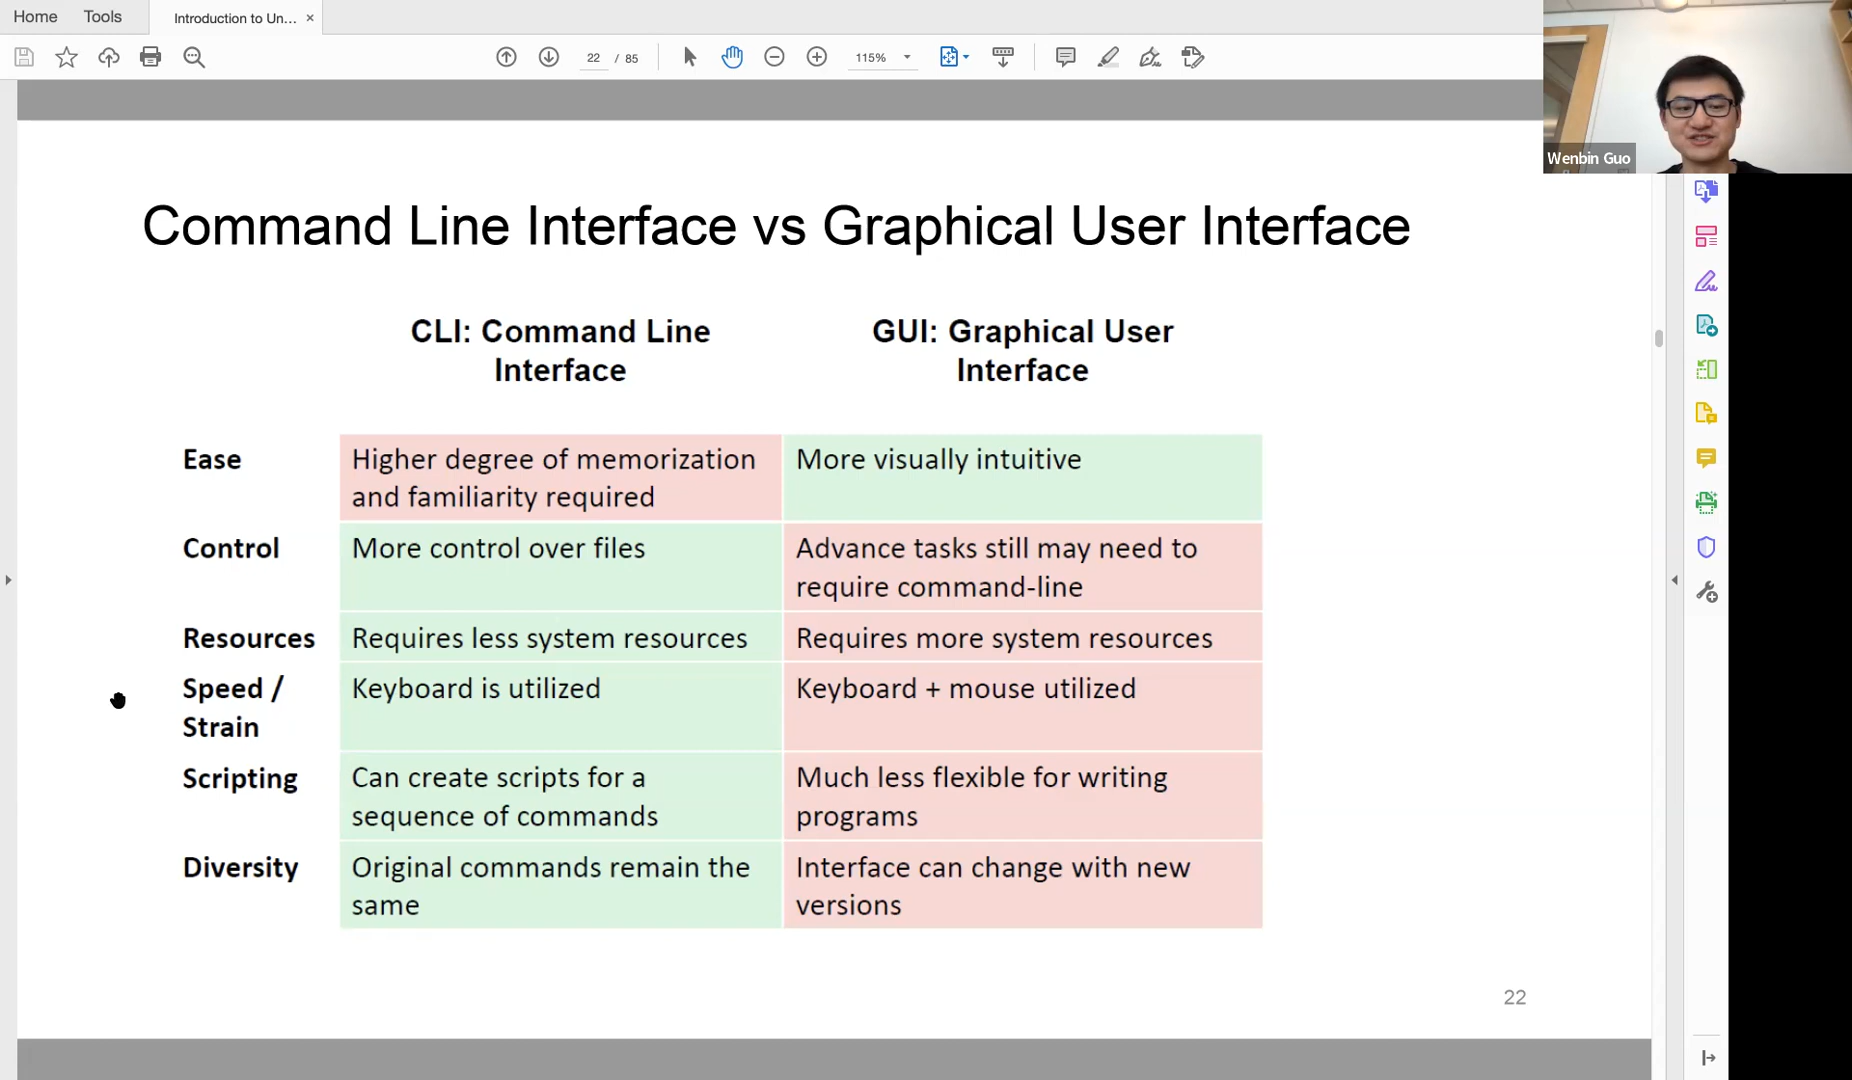 Home
Tools
Introduction to Un...
22 / 85
115%
Wenbin Guo
Command Line Interface vs Graphical User Interface
CLI: Command Line
Interface
GUI: Graphical User
Interface
Ease
Higher degree of memorization
and familiarity required
More visually intuitive
Control
More control over files
Advance tasks still may need to
require command-line
Resources
Requires less system resources
Requires more system resources
Speed /
Strain
Keyboard is utilized
Keyboard + mouse utilized
Scripting
Can create scripts for a
sequence of commands
Much less flexible for writing
programs
Diversity
Original commands remain the
same
Interface can change with new
versions
22